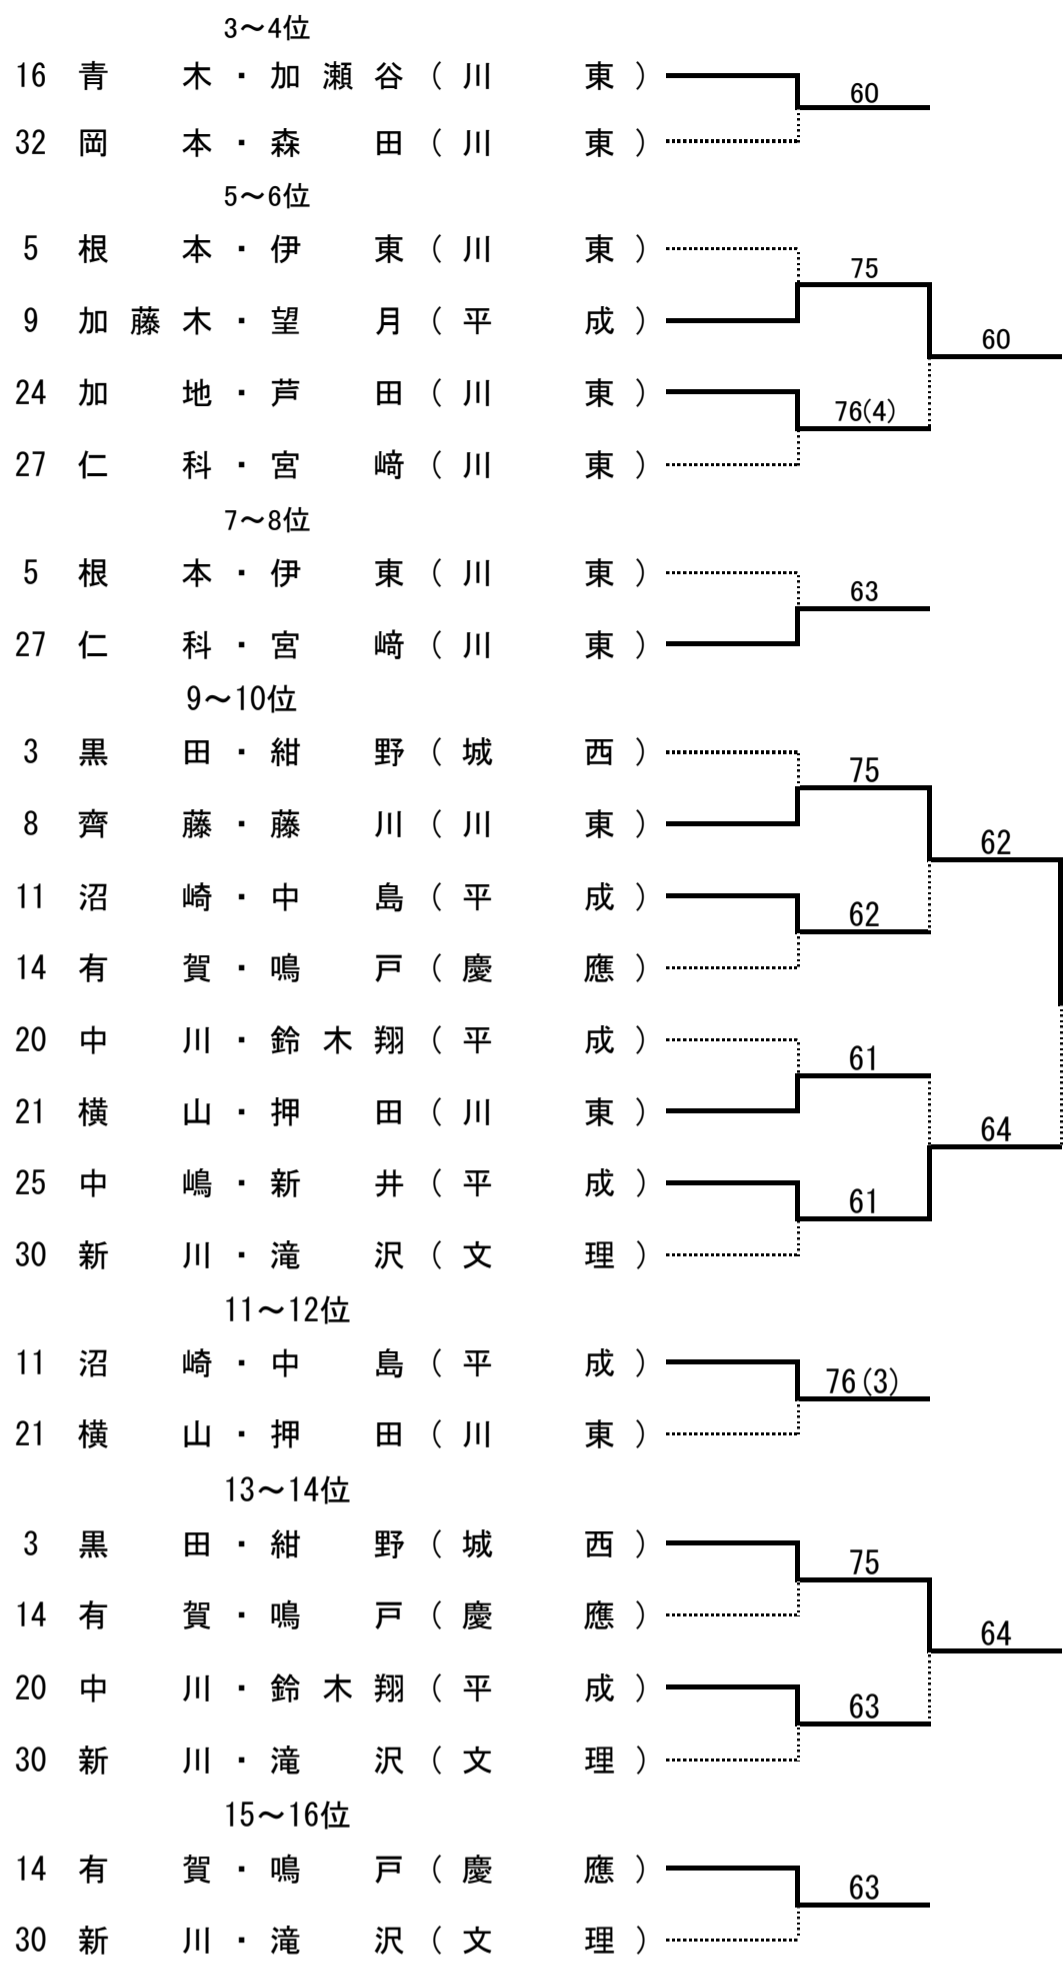 3～4位
16 青木・加瀬谷(川東) 60
32 岡本・森田(川東)
5～6位
5 根本・伊東(川東) 75
9 加藤木・望月(平成) 60
24 加地・芦田(川東) 76(4)
27 仁科・宮﨑(川東)
7～8位
5 根本・伊東(川東) 63
27 仁科・宮﨑(川東)
9～10位
3 黒田・紺野(城西) 75
8 齊藤・藤川(川東) 62
11 沼崎・中島(平成) 62
14 有賀・鳴戸(慶應)
20 中川・鈴木翔(平成) 61
21 横山・押田(川東) 64
25 中嶋・新井(平成) 61
30 新川・滝沢(文理)
11～12位
11 沼崎・中島(平成) 76(3)
21 横山・押田(川東)
13～14位
3 黒田・紺野(城西) 75
14 有賀・鳴戸(慶應) 64
20 中川・鈴木翔(平成) 63
30 新川・滝沢(文理)
15～16位
14 有賀・鳴戸(慶應) 63
30 新川・滝沢(文理)